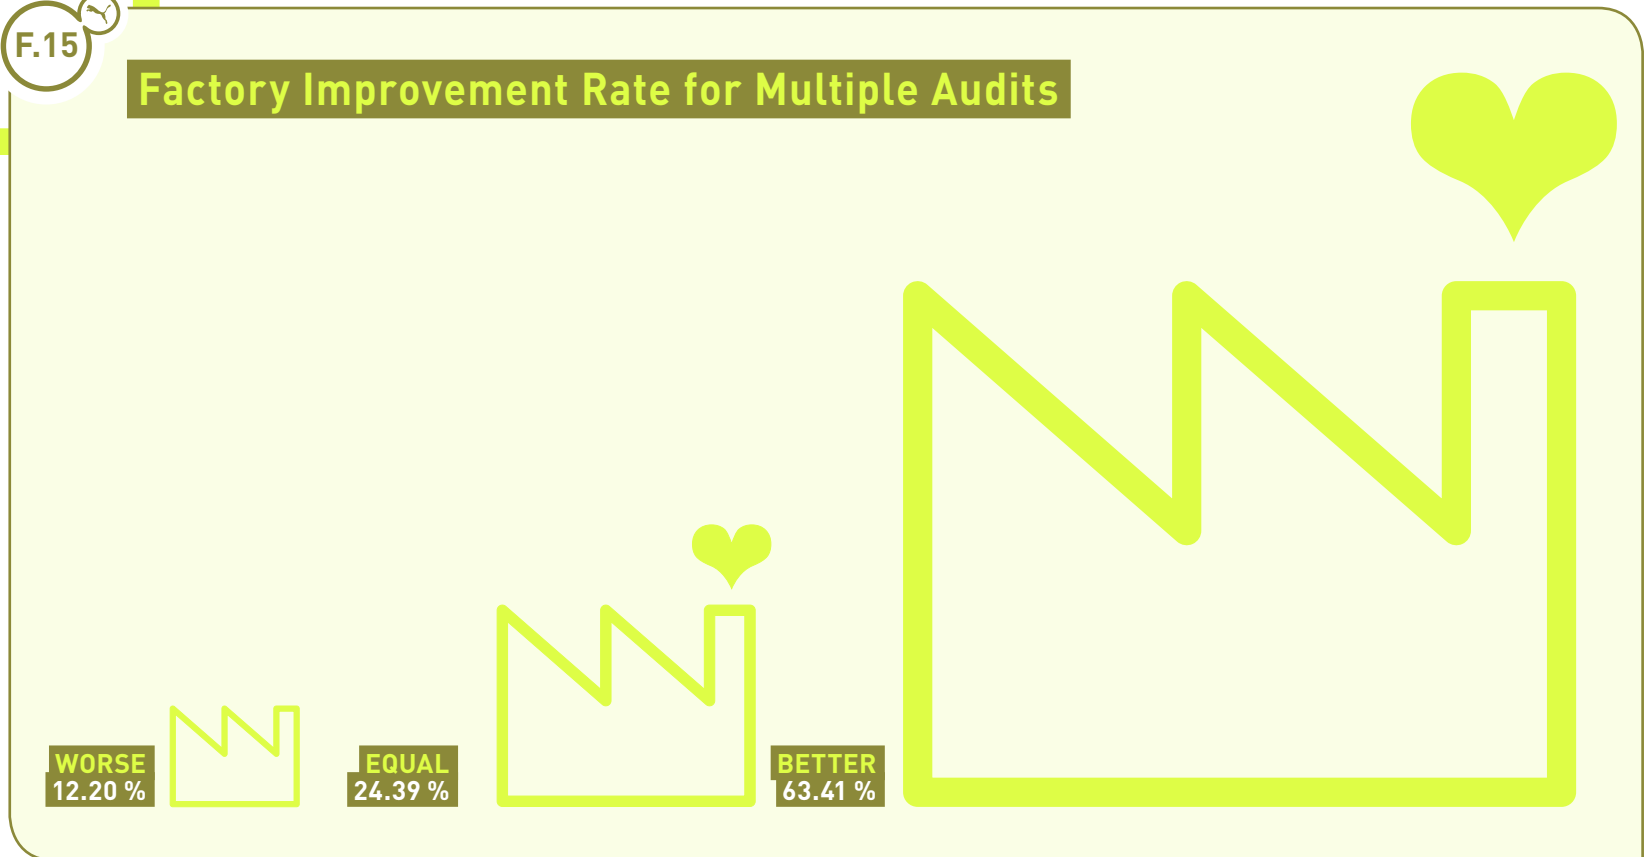 F.15
Factory Improvement Rate for Multiple Audits
WORSE
12.20 %
EQUAL
24.39 %
BETTER
63.41 %